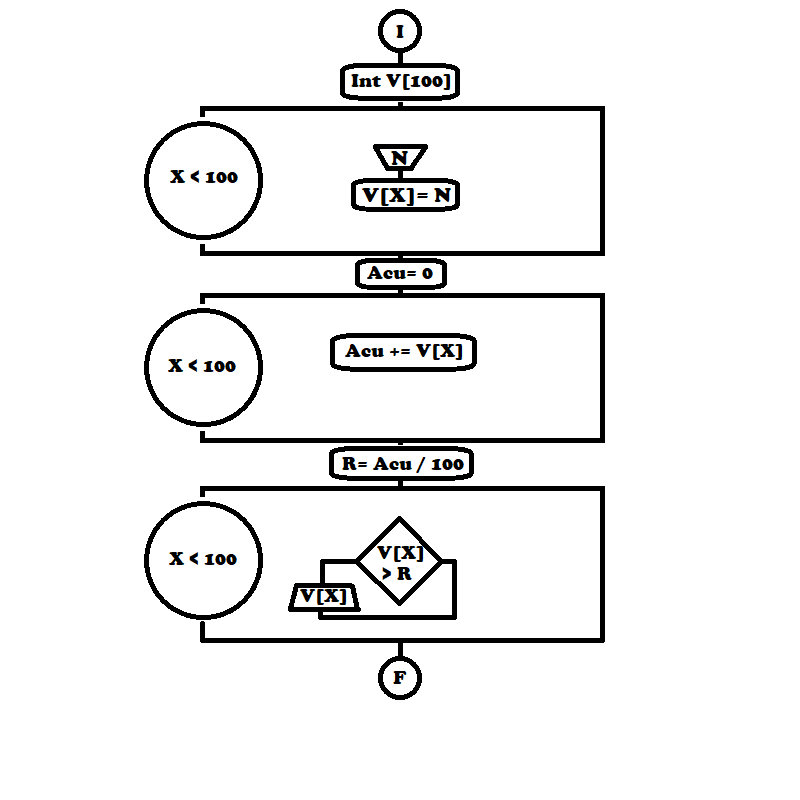 I
Int V[100]
X < 100
N
V[X]= N
Acu= 0
X < 100
Acu += V[X]
R= Acu / 100
X < 100
V[X]
> R
V[X]
F